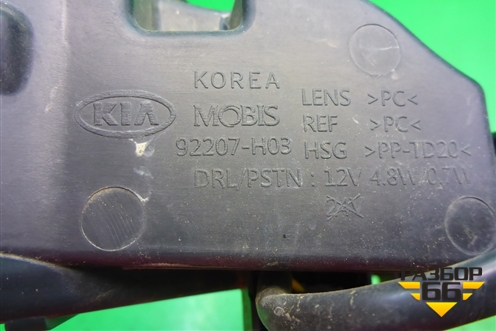 KOREA
KIA
MOBIS
92207-H03
LENS >PC<
REF >PC<
HSG >PP-TD20<
DRL/PSTN : 12V 4.8W/0.7W
РАЗБОР
66